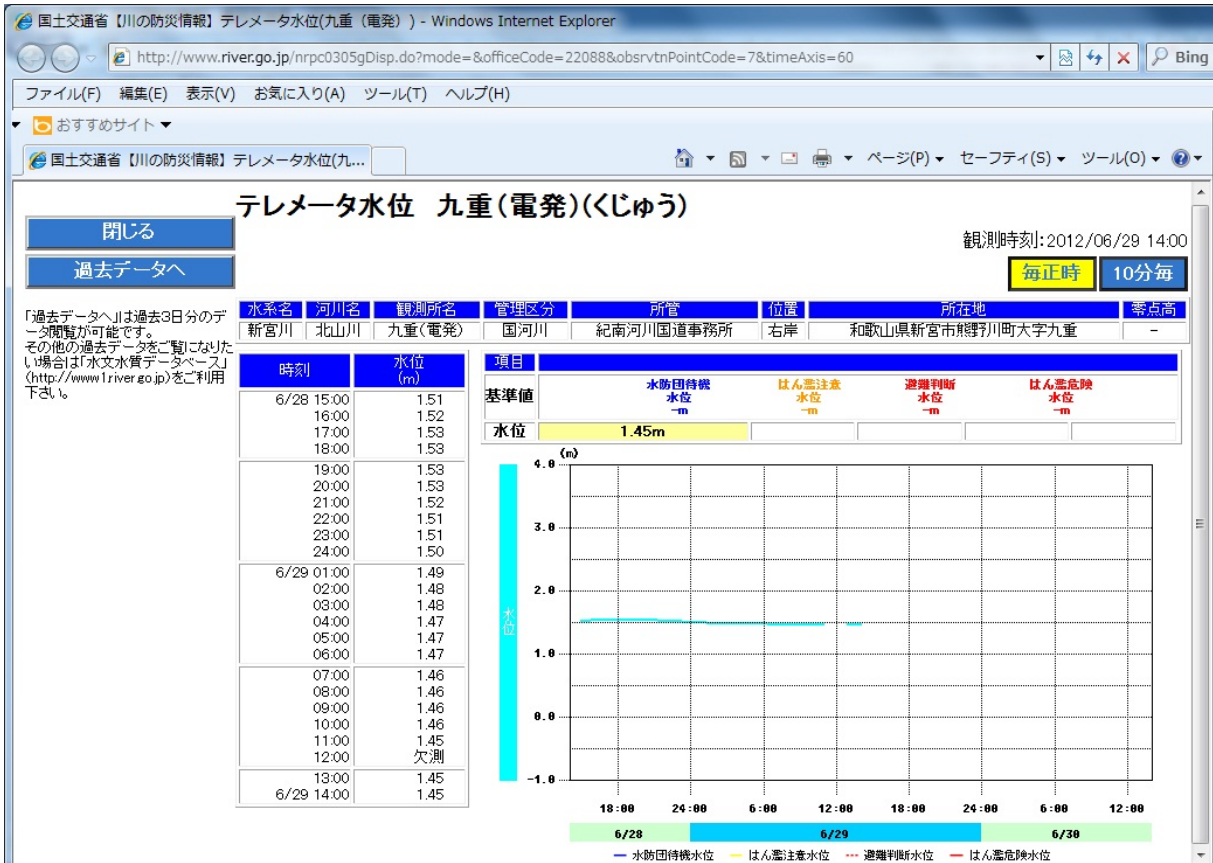 国土交通省【川の防災情報】テレメータ水位(九重（電発）) - Windows Internet Explorer
http://www.river.go.jp/nrpc0305gDisp.do?mode=&officeCode=22088&obsrvtnPointCode=7&timeAxis=60
Bing
ファイル(F) 編集(E) 表示(V) お気に入り(A) ツール(T) ヘルプ(H)
おすすめサイト
国土交通省【川の防災情報】テレメータ水位(九...
ページ(P) セーフティ(S) ツール(O)
テレメータ水位 九重(電発)(くじゅう)
閉じる
過去データへ
観測時刻:2012/06/29 14:00
毎正時 10分毎
「過去データへ」は過去3日分のデ
ータ閲覧が可能です。
その他の過去データをご覧になりた
い場合は「水文水質データベース」
(http://www1.river.go.jp)をご利用
下さい。
水系名 河川名 観測所名 管理区分 所管 位置 所在地 零点高
新宮川 北山川 九重(電発) 国河川 紀南河川国道事務所 右岸 和歌山県新宮市熊野川町大字九重 -
時刻 水位
(m)
6/28 15:00 1.51
16:00 1.52
17:00 1.53
18:00 1.53
19:00 1.53
20:00 1.53
21:00 1.52
22:00 1.51
23:00 1.51
24:00 1.50
6/29 01:00 1.49
02:00 1.48
03:00 1.48
04:00 1.47
05:00 1.47
06:00 1.47
07:00 1.46
08:00 1.46
09:00 1.46
10:00 1.46
11:00 1.45
12:00 欠測
13:00 1.45
6/29 14:00 1.45
項目
基準値
水防団待機 はん濫注意 避難判断 はん濫危険
水位 水位 水位 水位
-m -m -m -m
水位 1.45m
(m)
4.0
3.0
2.0
1.0
0.0
-1.0
水位
18:00 24:00 6:00 12:00 18:00 24:00 6:00 12:00
6/28 6/29 6/30
水防団待機水位 はん濫注意水位 避難判断水位 はん濫危険水位